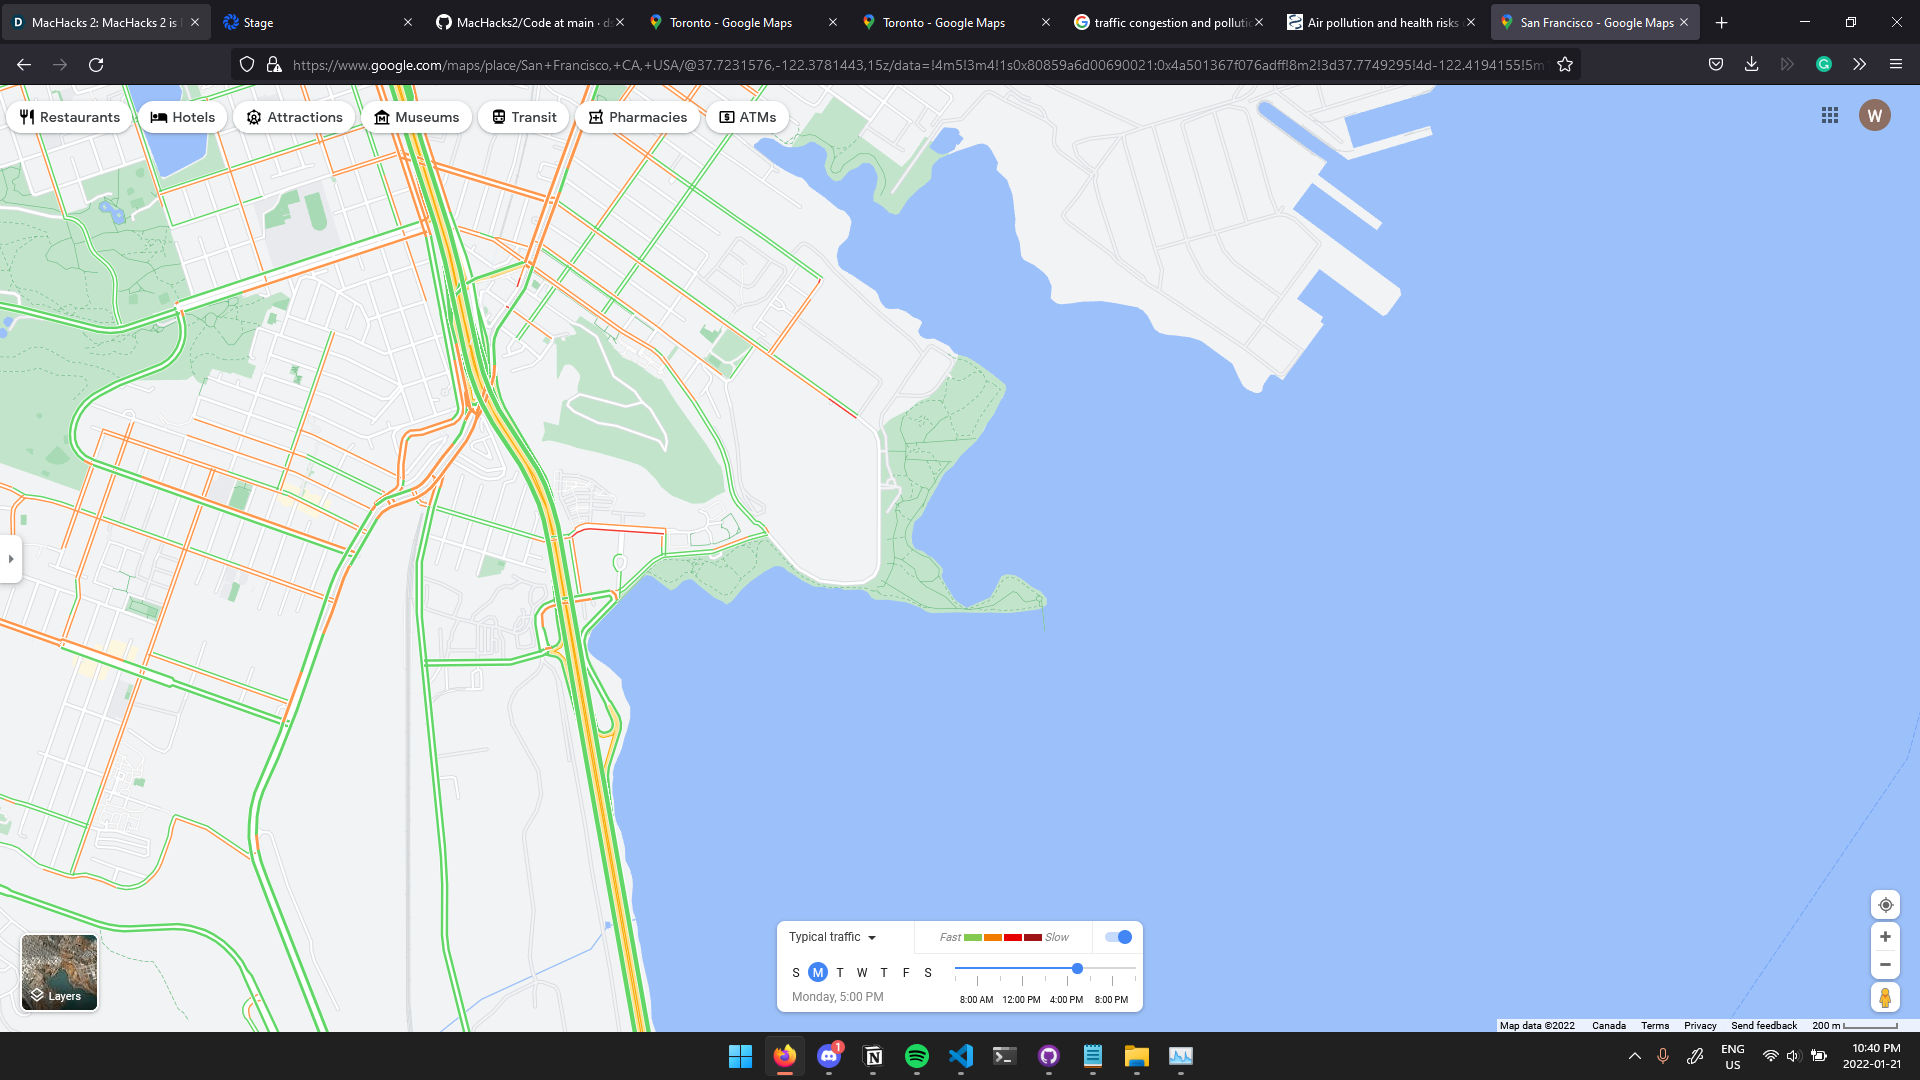 MacHacks 2: MacHacks 2 is
Stage
MacHacks2/Code at main · ds
Toronto - Google Maps
Toronto - Google Maps
traffic congestion and pollutio
Air pollution and health risks
San Francisco - Google Maps
https://www.google.com/maps/place/San+Francisco,+CA,+USA/@37.7231576,-122.3781443,15z/data=!4m5!3m4!1s0x80859a6d00690021:0x4a501367f076adff!8m2!3d37.7749295!4d-122.4194155!5m1
Restaurants
Hotels
Attractions
Museums
Transit
Pharmacies
ATMs
W
Typical traffic
Fast
Slow
S M T W T F S
Monday, 5:00 PM
8:00 AM 12:00 PM 4:00 PM 8:00 PM
Layers
Map data ©2022 Canada Terms Privacy Send feedback 200 m
1
ENG
US
10:40 PM
2022-01-21